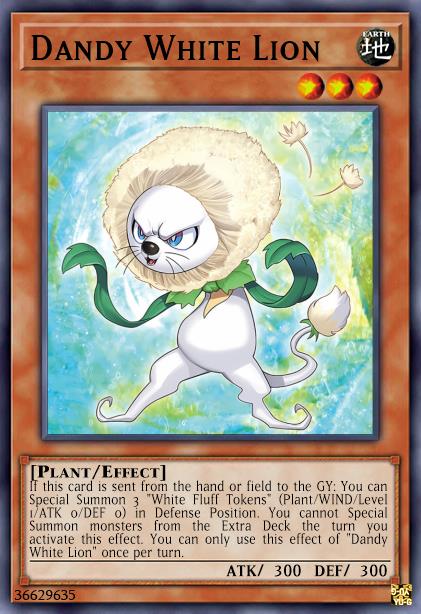 DANDY WHITE LION
EARTH
地
[PLANT/EFFECT]
If this card is sent from the hand or field to the GY: You can
Special Summon 3 "White Fluff Tokens" (Plant/WIND/Level
1/ATK 0/DEF 0) in Defense Position. You cannot Special
Summon monsters from the Extra Deck the turn you
activate this effect. You can only use this effect of "Dandy
White Lion" once per turn.
ATK/ 300 DEF/ 300
36629635